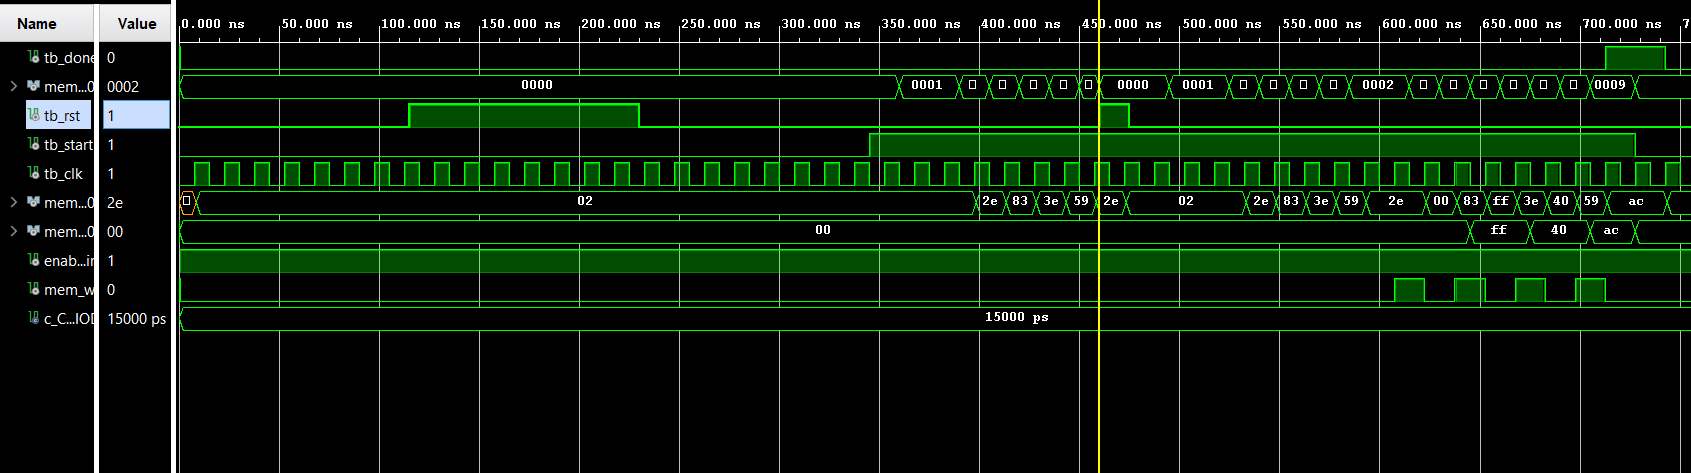 Name Value 0.000 ns 50.000 ns 100.000 ns 150.000 ns 200.000 ns 250.000 ns 300.000 ns 350.000 ns 400.000 ns 450.000 ns 500.000 ns 550.000 ns 600.000 ns 650.000 ns 700.000 ns
tb_done 0
mem...0 0002 0000 0001 0000 0001 0002 0009
tb_rst 1
tb_start 1
tb_clk 1
mem...0 2e 02 2e 83 3e 59 2e 02 2e 83 3e 59 2e 00 83 ff 3e 40 59 ac
mem...0 00 00 ff 40 ac
enab...ir 1
mem_w 0
c_C...IOD 15000 ps 15000 ps